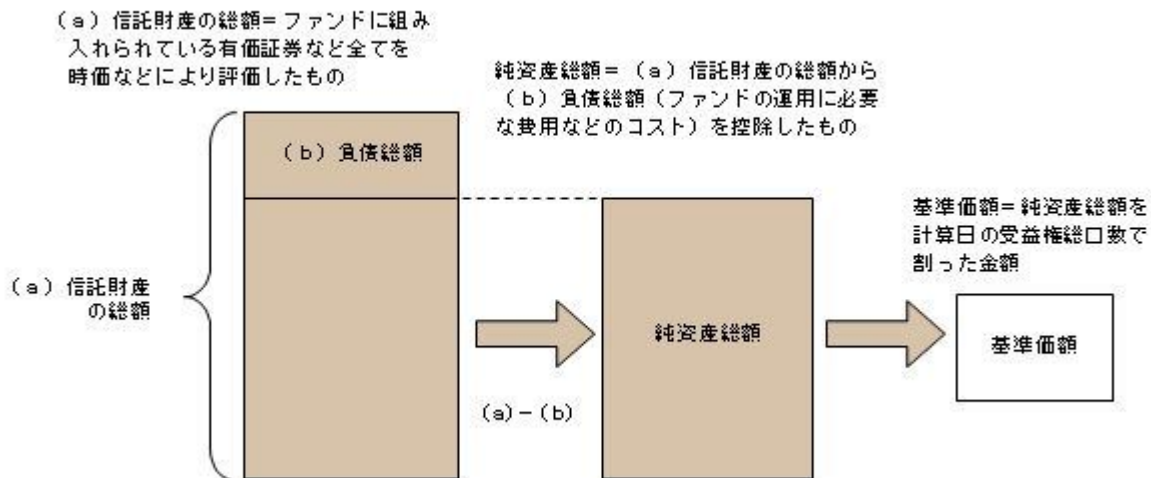 （a）信託財産の総額＝ファンドに組み
入れられている有価証券など全てを
時価などにより評価したもの
純資産総額＝（a）信託財産の総額から
（b）負債総額（ファンドの運用に必要
な費用などのコスト）を控除したもの
（b）負債総額
基準価額＝純資産総額を
計算日の受益権総口数で
割った金額
（a）信託財産
の総額
純資産総額
基準価額
(a)－(b)